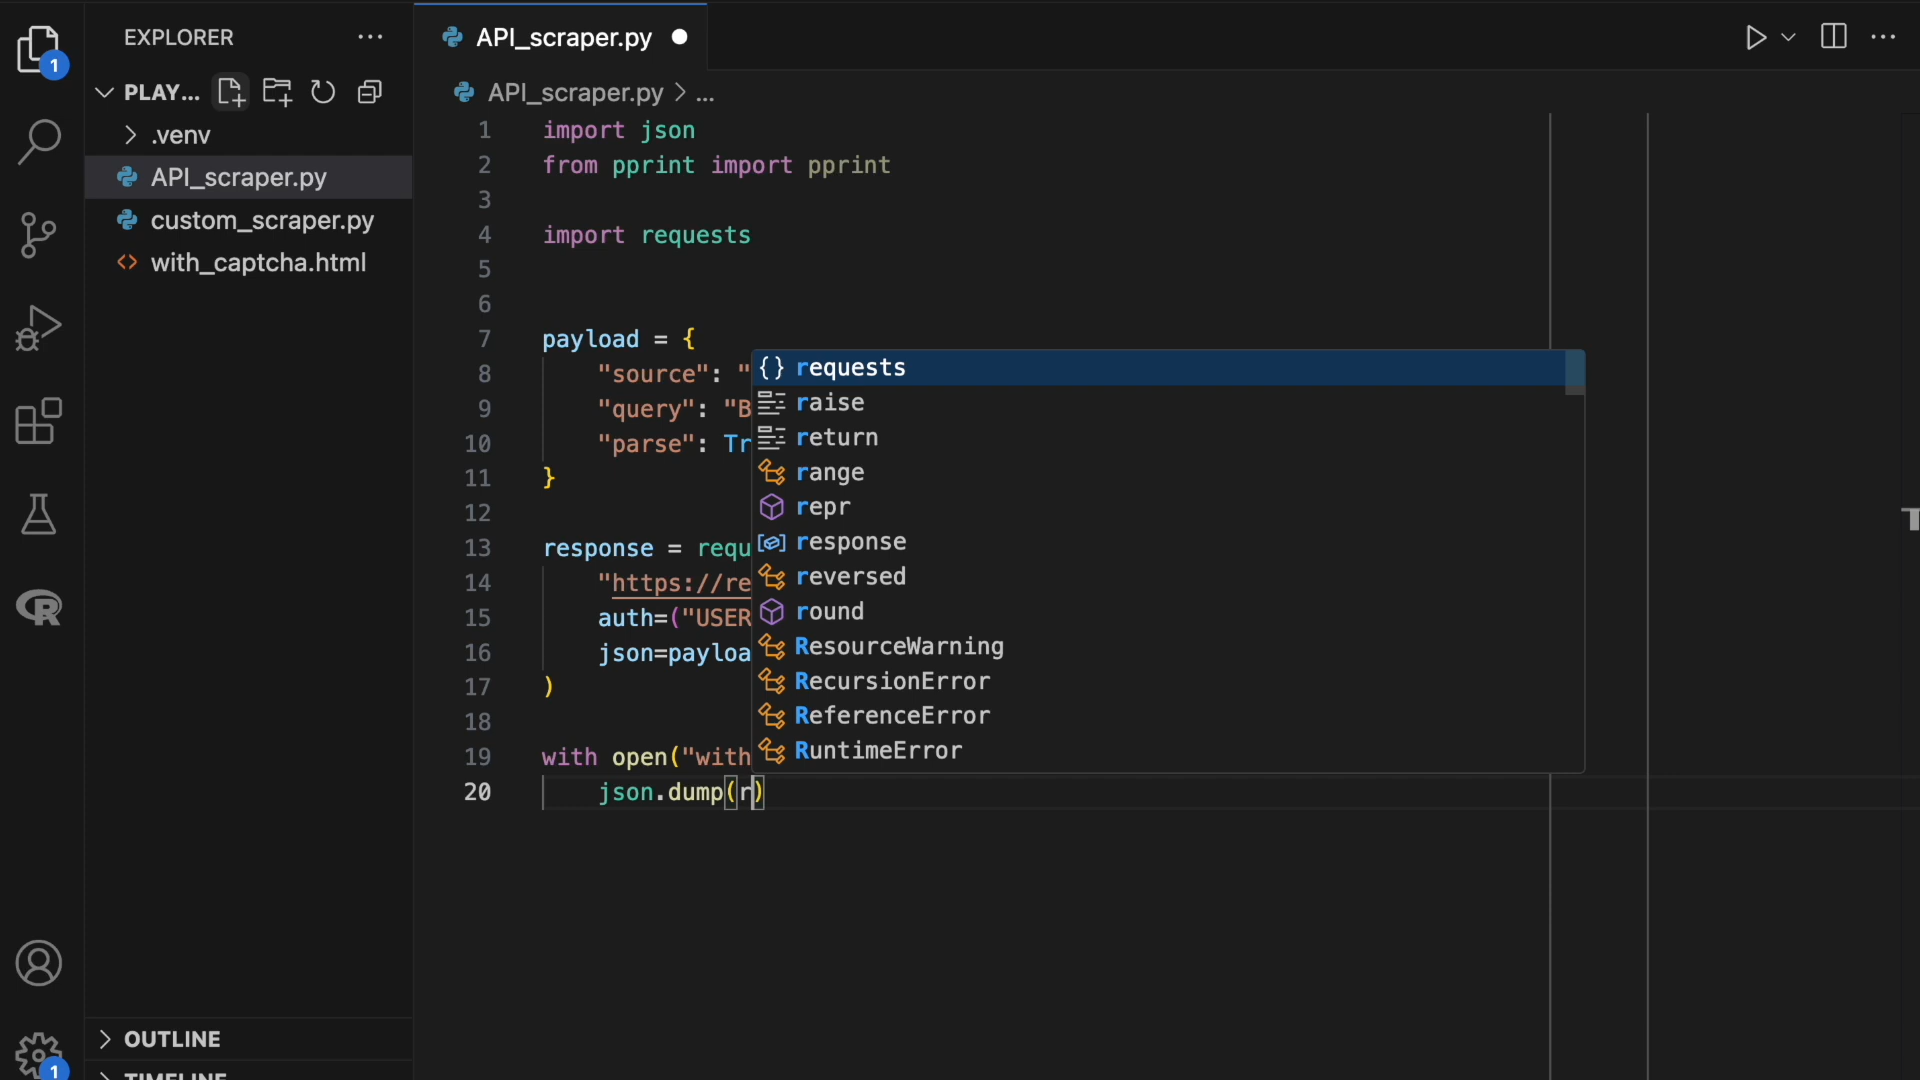 EXPLORER
PLAY...
.venv
API_scraper.py
custom_scraper.py
with_captcha.html
OUTLINE
TIMELINE
1
1
API_scraper.py
API_scraper.py > ...
1 import json
2 from pprint import pprint
3
4 import requests
5
6
7 payload = {
8 "source": "
9 "query": "B
10 "parse": Tr
11 }
12
13 response = requ
14 "https://re
15 auth=("USER
16 json=payloa
17 )
18
19 with open("with
20 json.dump(r)
requests
raise
return
range
repr
response
reversed
round
ResourceWarning
RecursionError
ReferenceError
RuntimeError